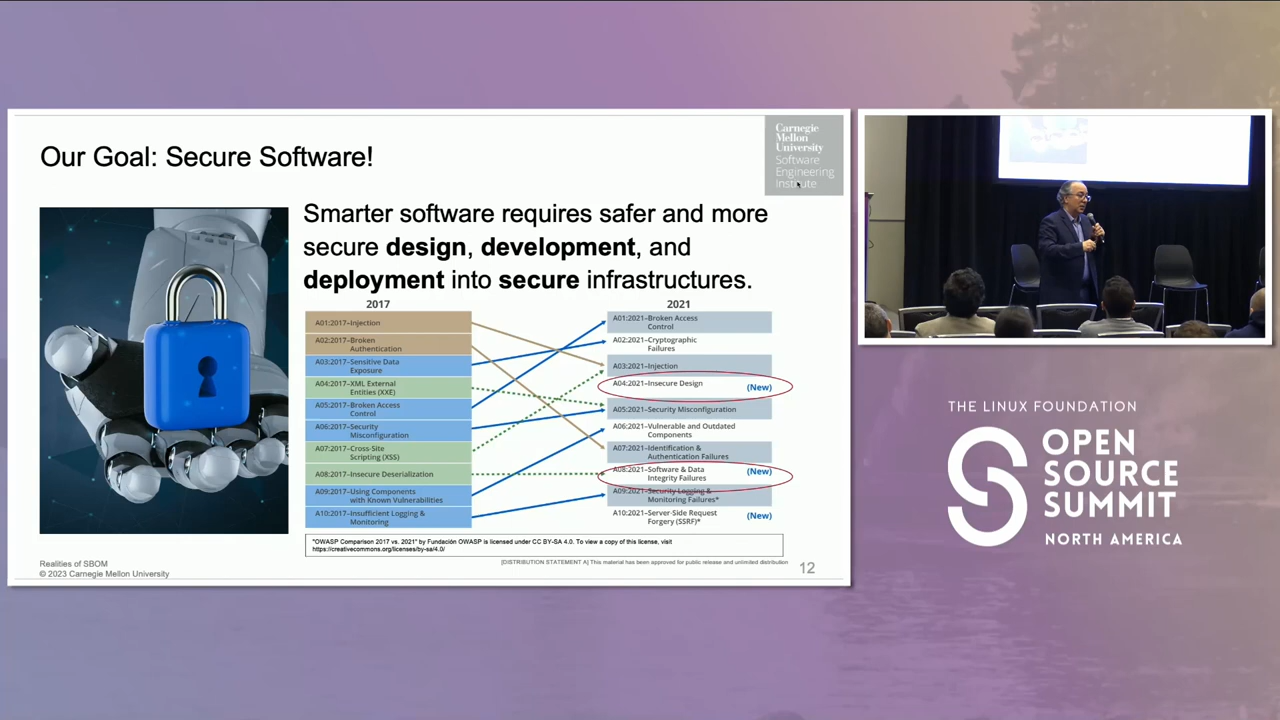 Our Goal: Secure Software!
Carnegie
Mellon
University
Software
Engineering
Institute
Smarter software requires safer and more
secure design, development, and
deployment into secure infrastructures.
2017
A01:2017–Injection
A02:2017–Broken
Authentication
A03:2017–Sensitive Data
Exposure
A04:2017–XML External
Entities (XXE)
A05:2017–Broken Access
Control
A06:2017–Security
Misconfiguration
A07:2017–Cross-Site
Scripting (XSS)
A08:2017–Insecure Deserialization
A09:2017–Using Components
with Known Vulnerabilities
A10:2017–Insufficient Logging &
Monitoring
2021
A01:2021–Broken Access
Control
A02:2021–Cryptographic
Failures
A03:2021–Injection
A04:2021–Insecure Design (New)
A05:2021–Security Misconfiguration
A06:2021–Vulnerable and Outdated
Components
A07:2021–Identification &
Authentication Failures
A08:2021–Software & Data (New)
Integrity Failures
A09:2021–Security Logging &
Monitoring Failures*
A10:2021–Server-Side Request (New)
Forgery (SSRF)*
"OWASP Comparison 2017 vs. 2021" by Fundación OWASP is licensed under CC BY-SA 4.0. To view a copy of this license, visit
https://creativecommons.org/licenses/by-sa/4.0/
Realities of SBOM
© 2023 Carnegie Mellon University
[DISTRIBUTION STATEMENT A] This material has been approved for public release and unlimited distribution
12
THE LINUX FOUNDATION
OPEN
SOURCE
SUMMIT
NORTH AMERICA